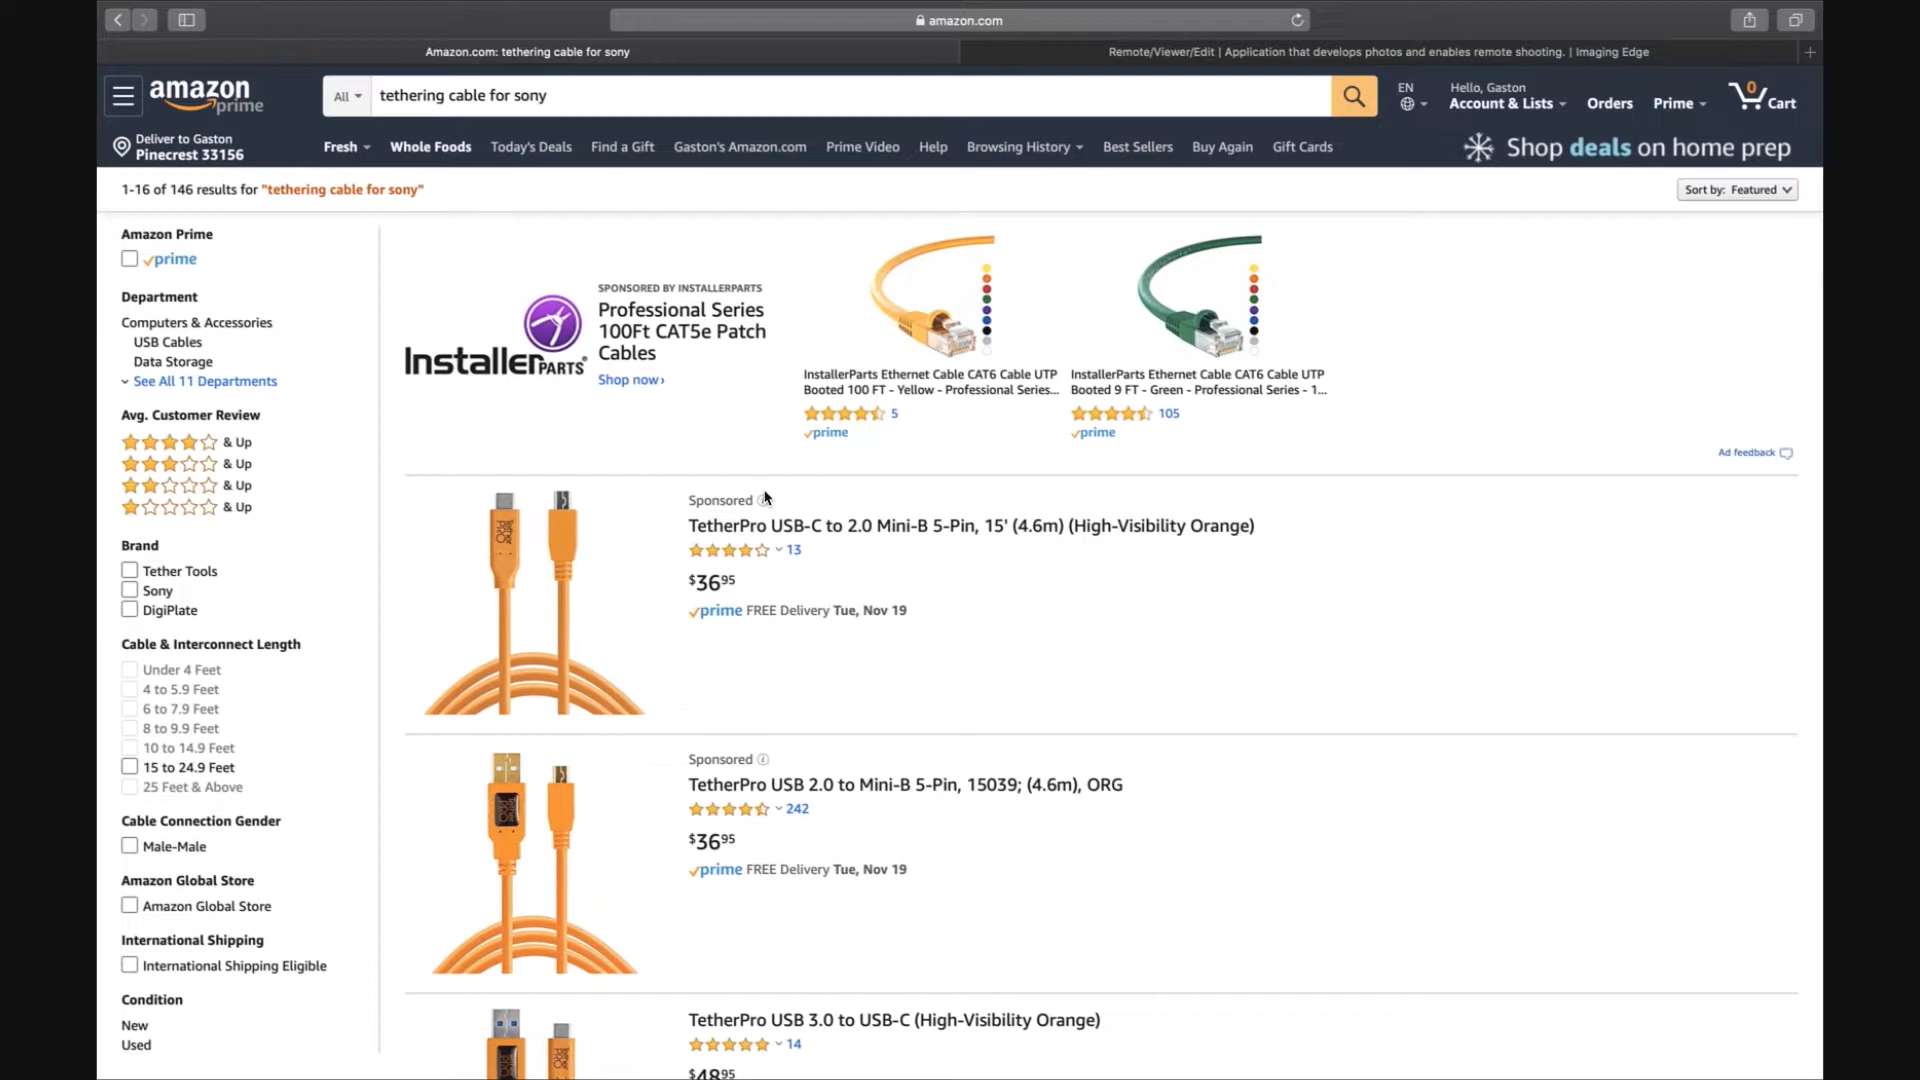 amazon.com
Amazon.com: tethering cable for sony
Remote/Viewer/Edit | Application that develops photos and enables remote shooting. | Imaging Edge
amazon
prime
All
tethering cable for sony
EN
Hello, Gaston
Account & Lists
Orders
Prime
0
Cart
Deliver to Gaston
Pinecrest 33156
Fresh
Whole Foods
Today's Deals
Find a Gift
Gaston's Amazon.com
Prime Video
Help
Browsing History
Best Sellers
Buy Again
Gift Cards
Shop deals on home prep
1-16 of 146 results for "tethering cable for sony"
Sort by: Featured
Amazon Prime
prime
Department
Computers & Accessories
USB Cables
Data Storage
See All 11 Departments
Avg. Customer Review
& Up
& Up
& Up
& Up
Brand
Tether Tools
Sony
DigiPlate
Cable & Interconnect Length
Under 4 Feet
4 to 5.9 Feet
6 to 7.9 Feet
8 to 9.9 Feet
10 to 14.9 Feet
15 to 24.9 Feet
25 Feet & Above
Cable Connection Gender
Male-Male
Amazon Global Store
Amazon Global Store
International Shipping
International Shipping Eligible
Condition
New
Used
InstallerPARTS
SPONSORED BY INSTALLERPARTS
Professional Series
100Ft CAT5e Patch
Cables
Shop now›
InstallerParts Ethernet Cable CAT6 Cable UTP
Booted 100 FT - Yellow - Professional Series...
5
prime
InstallerParts Ethernet Cable CAT6 Cable UTP
Booted 9 FT - Green - Professional Series - 1...
105
prime
Ad feedback
Sponsored
TetherPro USB-C to 2.0 Mini-B 5-Pin, 15' (4.6m) (High-Visibility Orange)
13
$3695
prime FREE Delivery Tue, Nov 19
Sponsored
TetherPro USB 2.0 to Mini-B 5-Pin, 15039; (4.6m), ORG
242
$3695
prime FREE Delivery Tue, Nov 19
TetherPro USB 3.0 to USB-C (High-Visibility Orange)
14
$4895